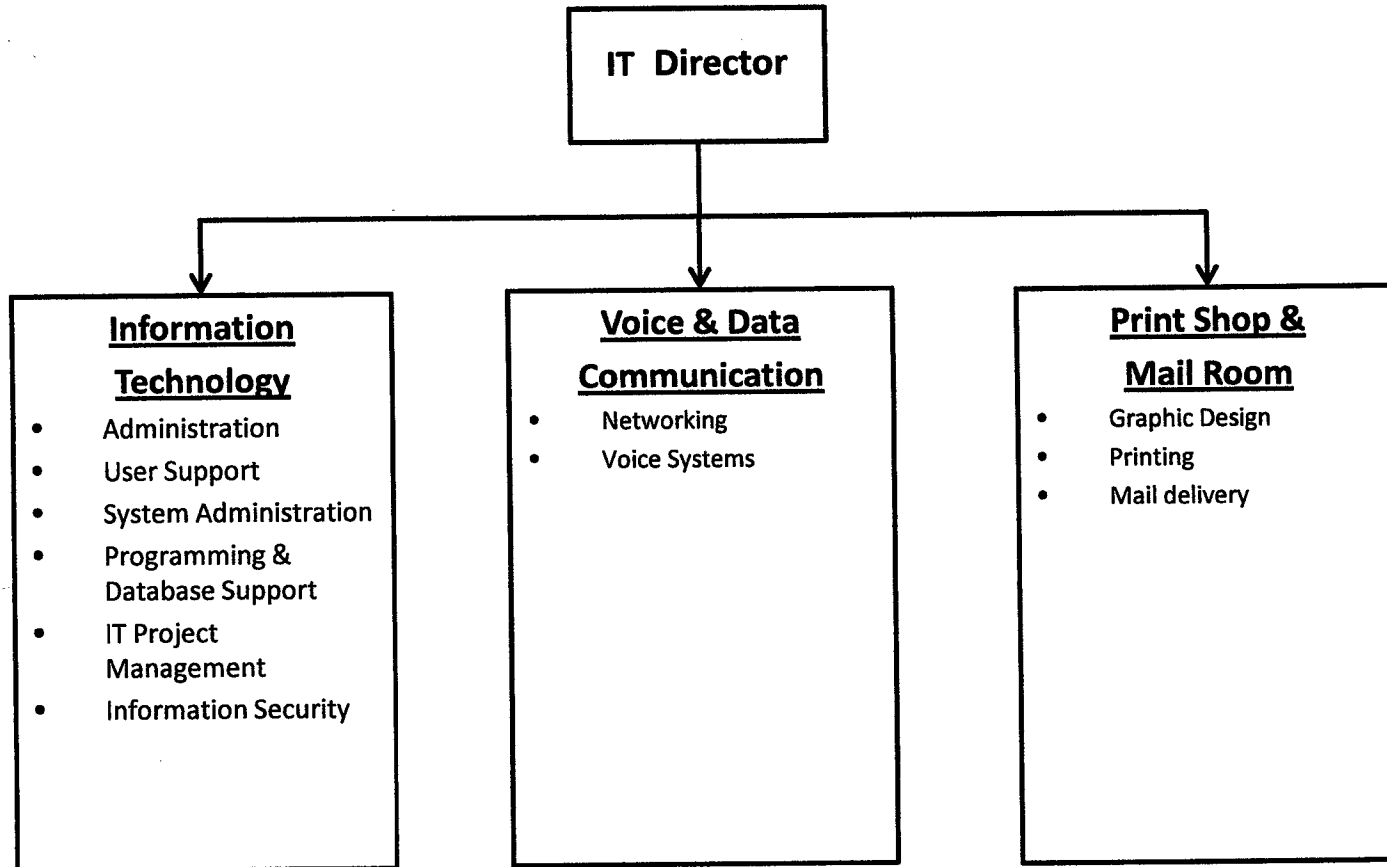 IT Director
Information
Technology
• Administration
• User Support
• System Administration
• Programming &
Database Support
• IT Project
Management
• Information Security
Voice & Data
Communication
• Networking
• Voice Systems
Print Shop &
Mail Room
• Graphic Design
• Printing
• Mail delivery